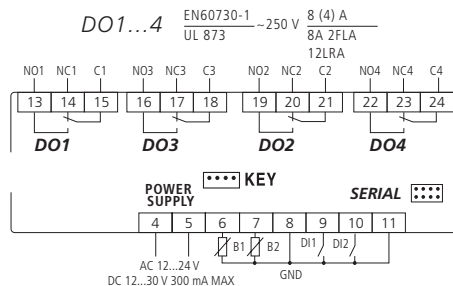 DO1...4 EN60730-1 ~250 V 8 (4) A
UL 873 8A 2FLA
12LRA
NO1 NC1 C1 NO3 NC3 C3 NO2 NC2 C2 NO4 NC4 C4
13 14 15 16 17 18 19 20 21 22 23 24
DO1 DO3 DO2 DO4
KEY
POWER SUPPLY
SERIAL
4 5 6 7 8 9 10 11
B1 B2 DI1 DI2
AC 12...24 V
GND
DC 12...30 V 300 mA MAX